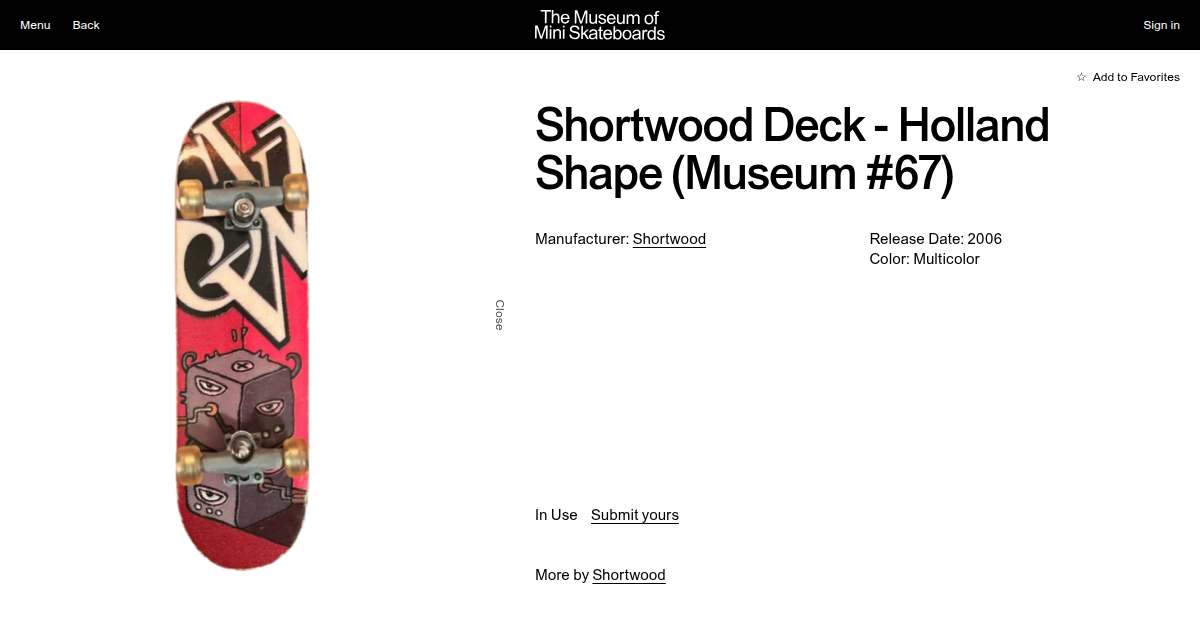 Menu
Back
The Museum of
Mini Skateboards
Sign in
☆ Add to Favorites
Shortwood Deck - Holland
Shape (Museum #67)
Manufacturer: Shortwood
Release Date: 2006
Color: Multicolor
Close
In Use
Submit yours
More by Shortwood